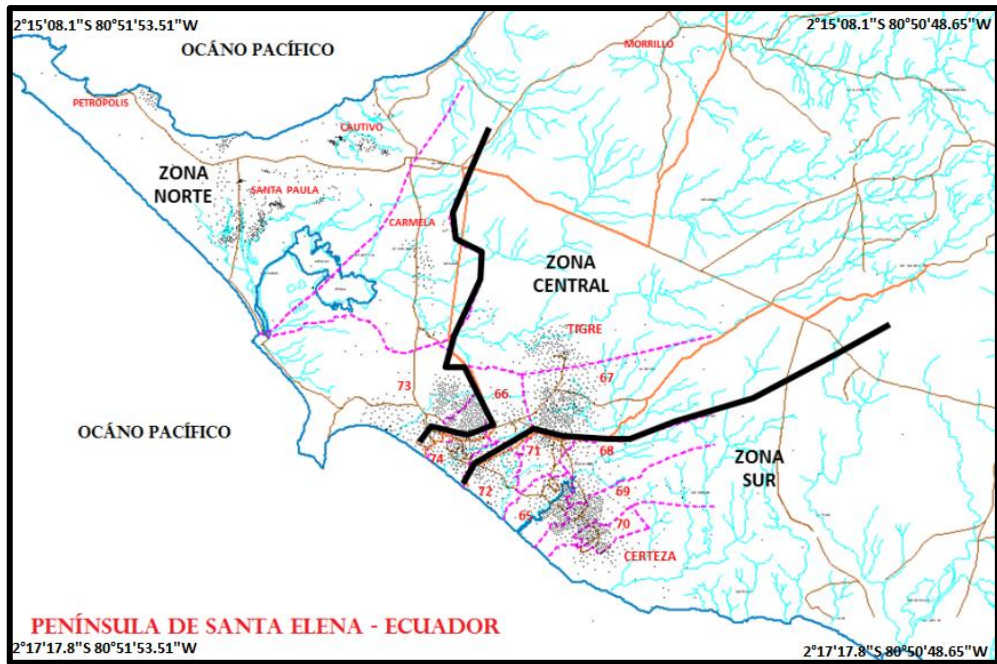 2°15'08.1"S 80°51'53.51"W
2°15'08.1"S 80°50'48.65"W
OCÁNO PACÍFICO
MORRILLO
PETROPOLIS
CAUTIVO
ZONA
NORTE
SANTA PAULA
CARMELA
ZONA
CENTRAL
TIGRE
67
73
66
OCÁNO PACÍFICO
74
71
68
ZONA
SUR
72
69
65
70
CERTEZA
PENÍNSULA DE SANTA ELENA - ECUADOR
2°17'17.8"S 80°51'53.51"W
2°17'17.8"S 80°50'48.65"W